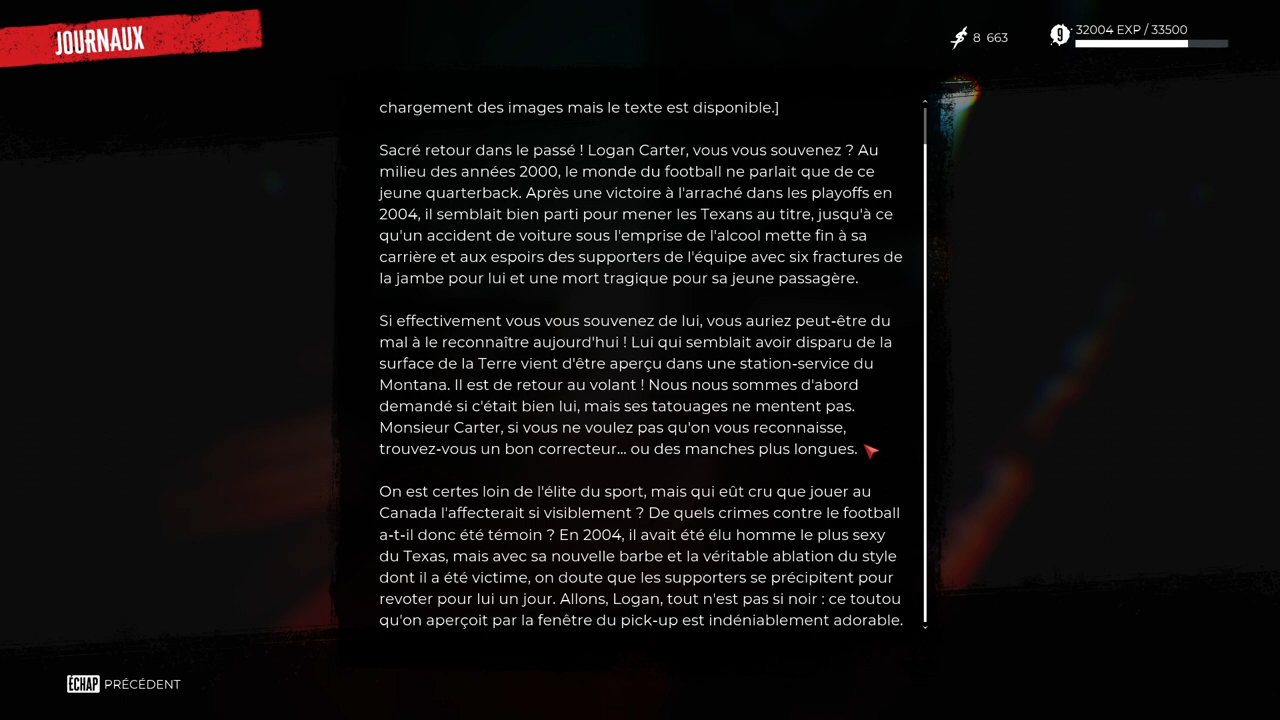 JOURNAUX
8 663
9
32004 EXP / 33500
chargement des images mais le texte est disponible.]
Sacré retour dans le passé ! Logan Carter, vous vous souvenez ? Au
milieu des années 2000, le monde du football ne parlait que de ce
jeune quarterback. Après une victoire à l'arraché dans les playoffs en
2004, il semblait bien parti pour mener les Texans au titre, jusqu'à ce
qu'un accident de voiture sous l'emprise de l'alcool mette fin à sa
carrière et aux espoirs des supporters de l'équipe avec six fractures de
la jambe pour lui et une mort tragique pour sa jeune passagère.
Si effectivement vous vous souvenez de lui, vous auriez peut-être du
mal à le reconnaître aujourd'hui ! Lui qui semblait avoir disparu de la
surface de la Terre vient d'être aperçu dans une station-service du
Montana. Il est de retour au volant ! Nous nous sommes d'abord
demandé si c'était bien lui, mais ses tatouages ne mentent pas.
Monsieur Carter, si vous ne voulez pas qu'on vous reconnaisse,
trouvez-vous un bon correcteur... ou des manches plus longues.
On est certes loin de l'élite du sport, mais qui eût cru que jouer au
Canada l'affecterait si visiblement ? De quels crimes contre le football
a-t-il donc été témoin ? En 2004, il avait été élu homme le plus sexy
du Texas, mais avec sa nouvelle barbe et la véritable ablation du style
dont il a été victime, on doute que les supporters se précipitent pour
revoter pour lui un jour. Allons, Logan, tout n'est pas si noir : ce toutou
qu'on aperçoit par la fenêtre du pick-up est indéniablement adorable.
ÉCHAP PRÉCÉDENT